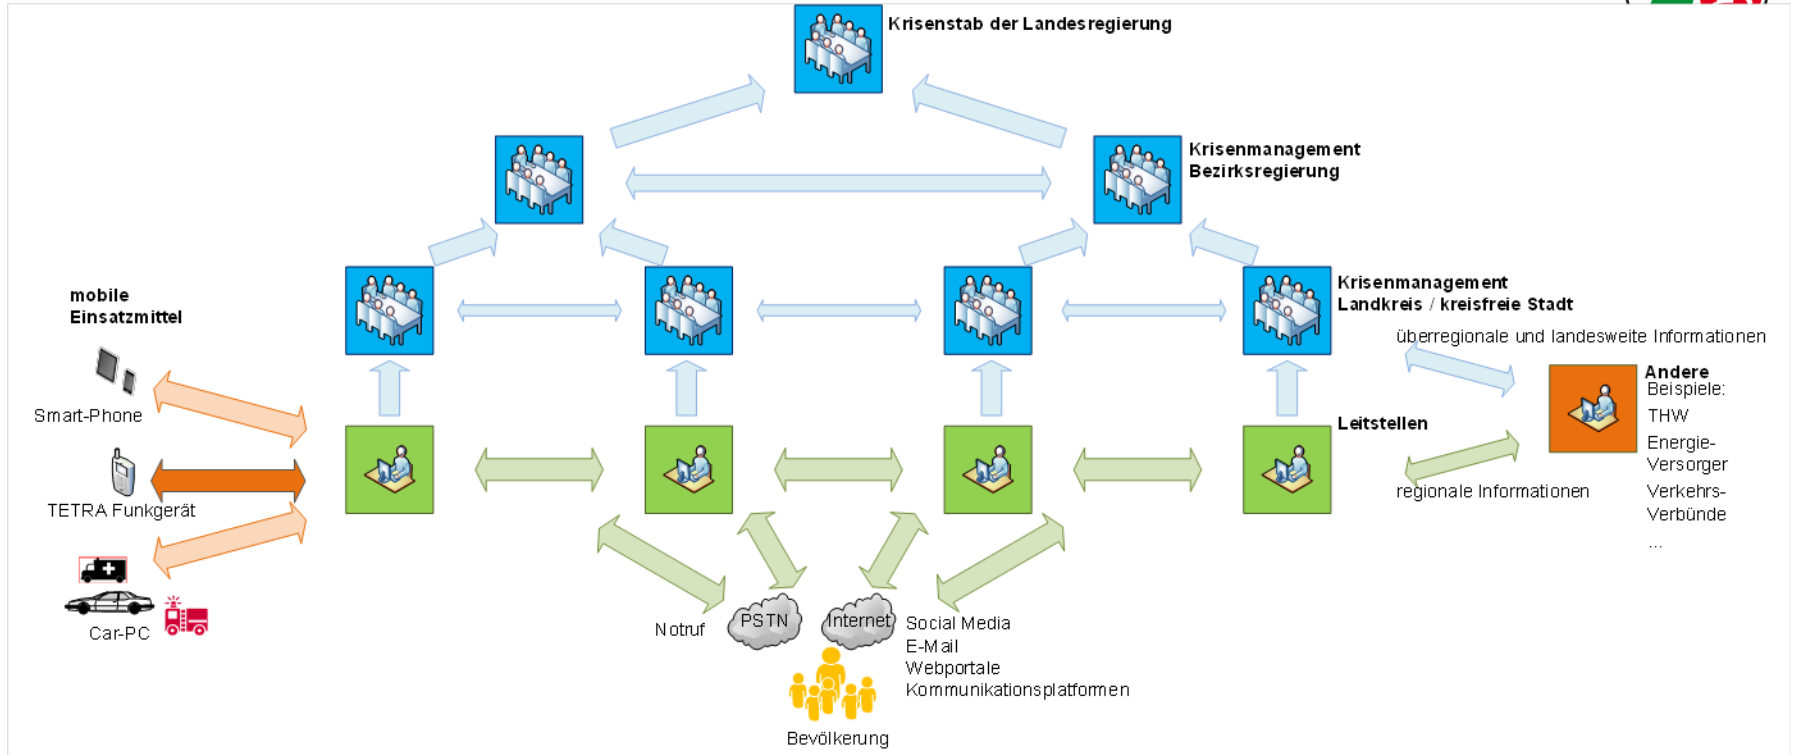 Krisenstab der Landesregierung
Krisenmanagement
Bezirksregierung
mobile
Einsatzmittel
Krisenmanagement
Landkreis / kreisfreie Stadt
überregionale und landesweite Informationen
Andere
Beispiele:
THW
Energie-
Versorger
Verkehrs-
Verbünde
...
Smart-Phone
Leitstellen
TETRA Funkgerät
regionale Informationen
Car-PC
Notruf
PSTN
Internet
Social Media
E-Mail
Webportale
Kommunikationsplatformen
Bevölkerung